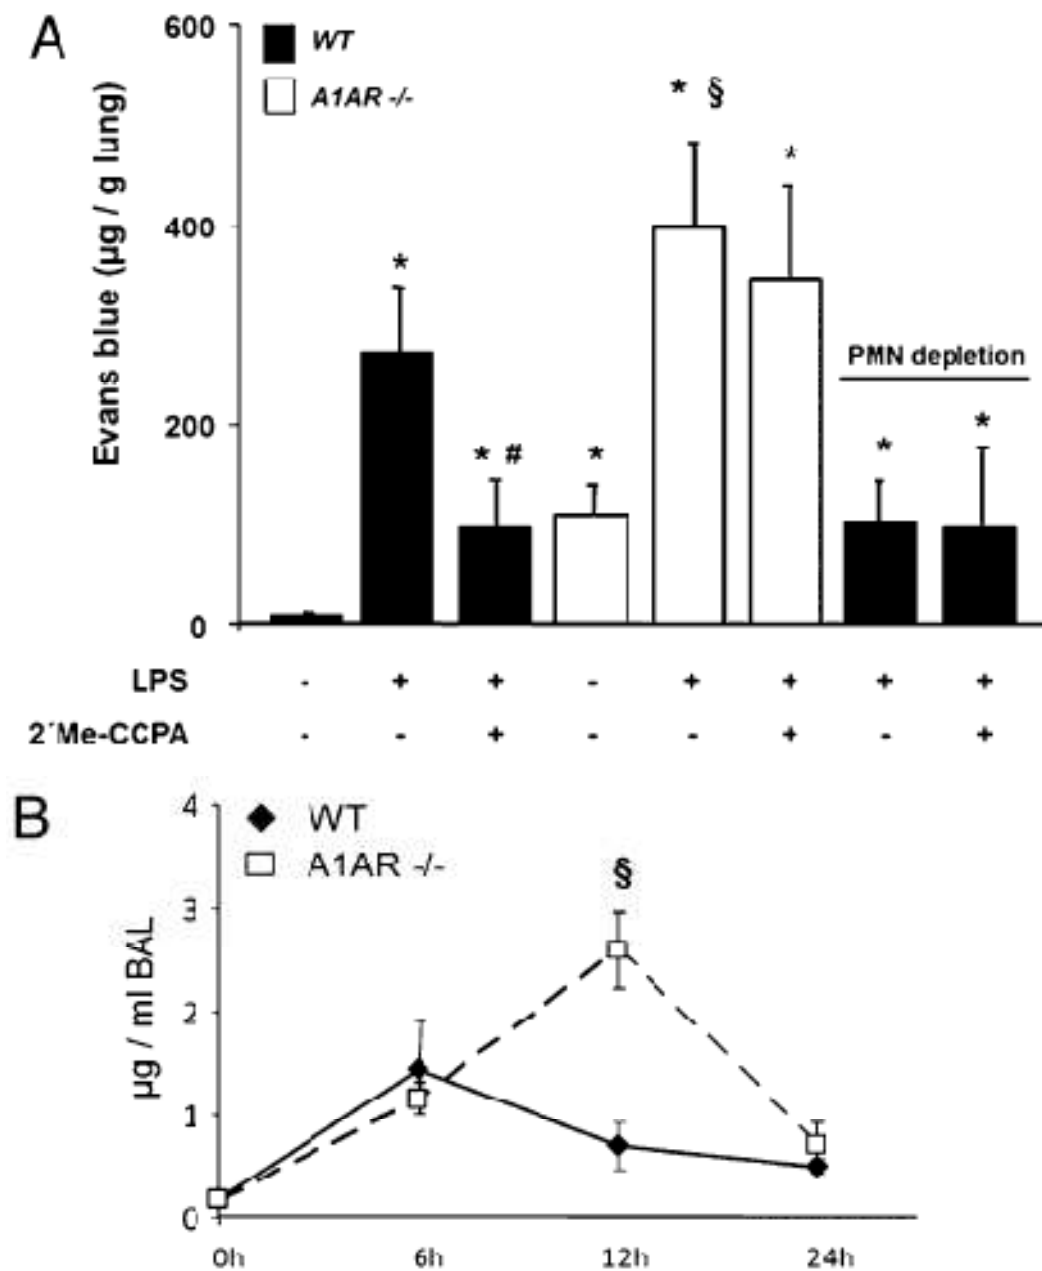 A
600
WT
A1AR -/-
* §
*
Evans blue (µg / g lung)
400
*
PMN depletion
200
* #
*
*
*
0
LPS - + + - + + + +
2´Me-CCPA - - + - - + - +
B
4
WT
A1AR -/-
§
3
µg / ml BAL
2
1
0
0h 6h 12h 24h